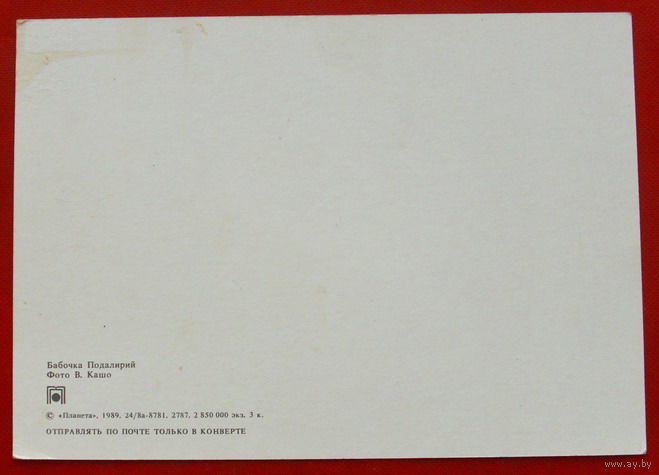 Бабочка Подалирий
Фото В. Кашо
© «Планета», 1989. 24/8а-8781. 2787. 2 850 000 экз. 3 к.
ОТПРАВЛЯТЬ ПО ПОЧТЕ ТОЛЬКО В КОНВЕРТЕ
www.ay.by